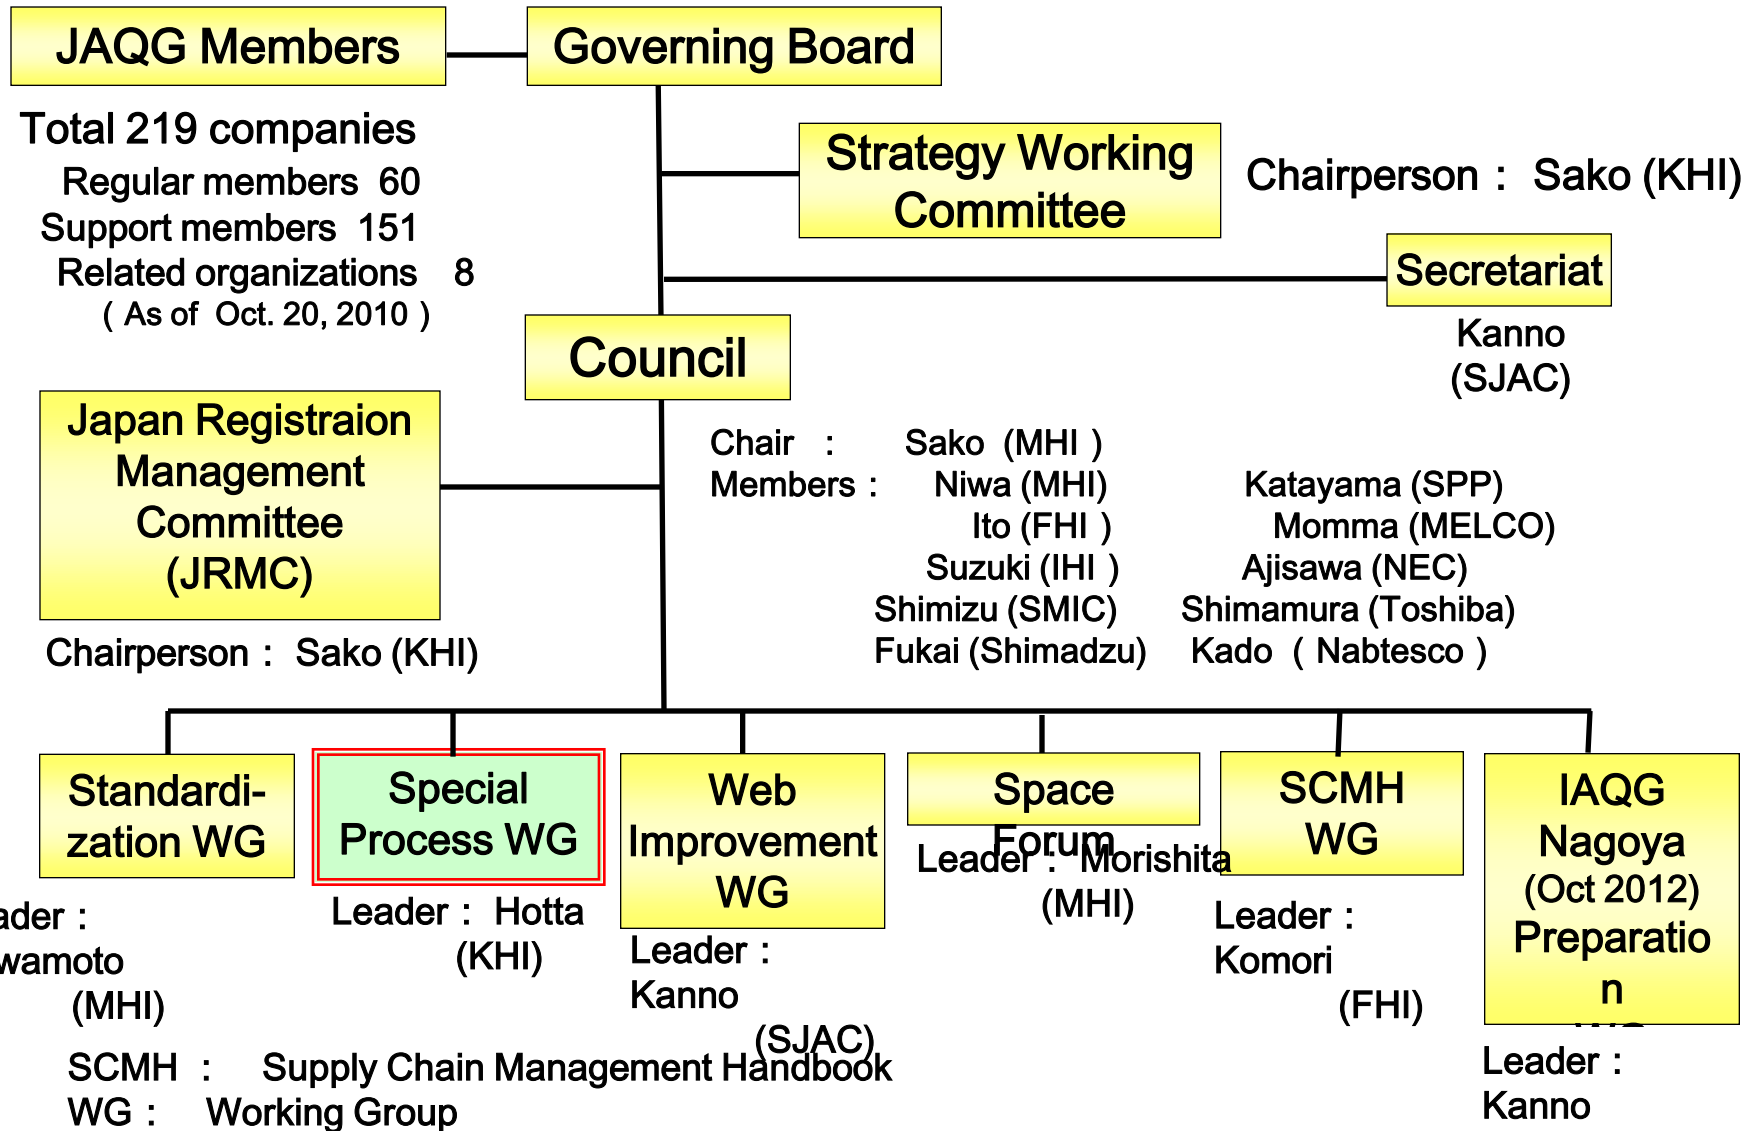 JAQG Members
Governing Board
Total 219 companies
Regular members 60
Support members 151
Related organizations 8
( As of Oct. 20, 2010 )
Strategy Working
Committee
Chairperson : Sako (KHI)
Secretariat
Kanno
(SJAC)
Council
Japan Registraion
Management
Committee
(JRMC)
Chairperson : Sako (KHI)
Chair : Sako (MHI )
Members : Niwa (MHI) Katayama (SPP)
Ito (FHI ) Momma (MELCO)
Suzuki (IHI ) Ajisawa (NEC)
Shimizu (SMIC) Shimamura (Toshiba)
Fukai (Shimadzu) Kado ( Nabtesco )
Standardi-
zation WG
ader :
wamoto
(MHI)
Special
Process WG
Leader : Hotta
(KHI)
Web
Improvement
WG
Leader :
Kanno
(SJAC)
Space
Forum
Leader : Morishita
(MHI)
SCMH
WG
Leader :
Komori
(FHI)
IAQG
Nagoya
(Oct 2012)
Preparatio
n
Leader :
Kanno
SCMH : Supply Chain Management Handbook
WG : Working Group